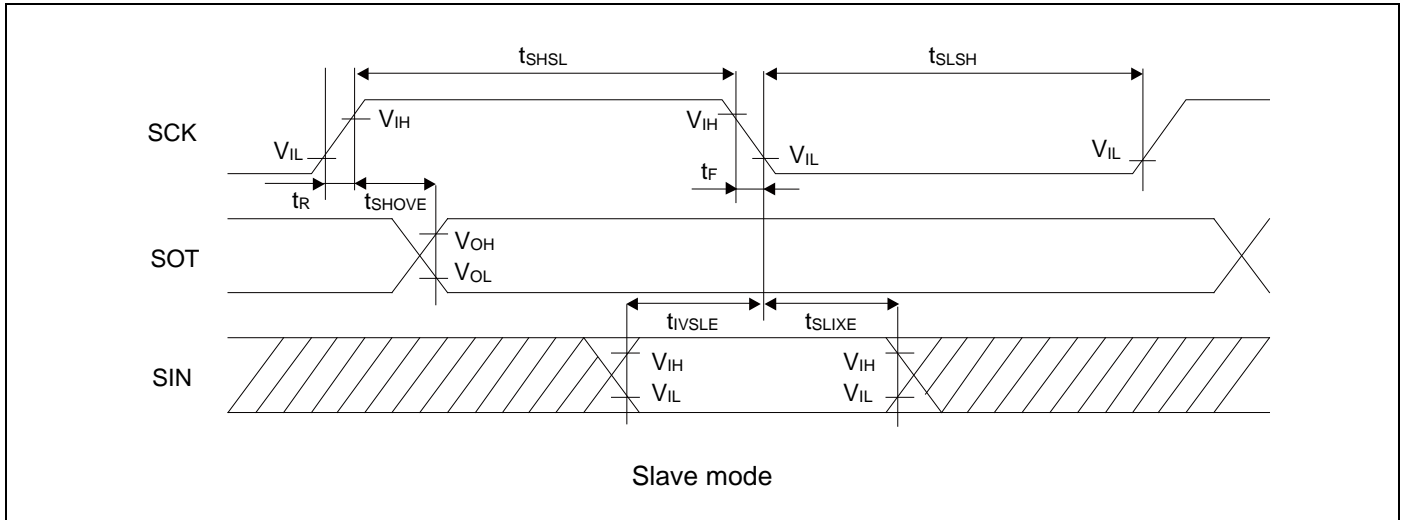 tSHSL tSLSH
SCK VIH VIH
VIL VIL VIL
tF
tR tSHOVE
SOT VOH
VOL
tIVSLE tSLIXE
SIN VIH VIH
VIL VIL
Slave mode